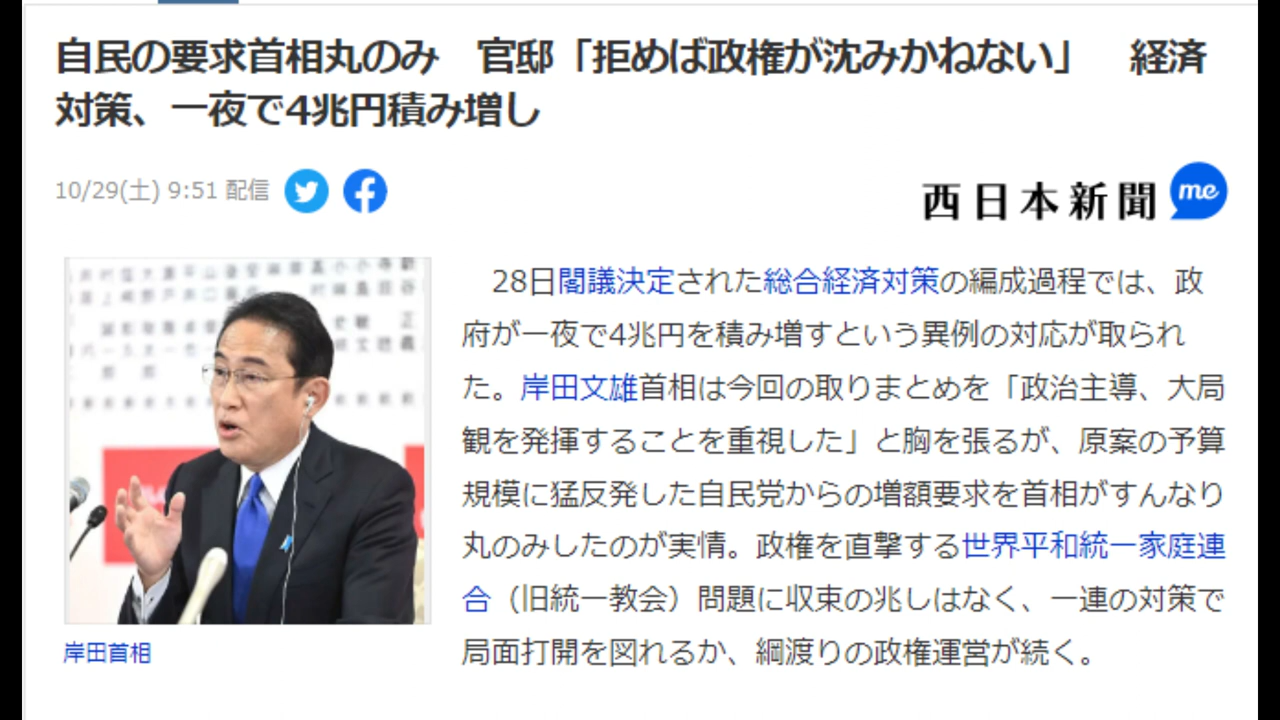 自民の要求首相丸のみ　官邸「拒めば政権が沈みかねない」　経済
対策、一夜で4兆円積み増し
10/29(土) 9:51 配信
西日本新聞 me
28日閣議決定された総合経済対策の編成過程では、政
府が一夜で4兆円を積み増すという異例の対応が取られ
た。岸田文雄首相は今回の取りまとめを「政治主導、大局
観を発揮することを重視した」と胸を張るが、原案の予算
規模に猛反発した自民党からの増額要求を首相がすんなり
丸のみしたのが実情。政権を直撃する世界平和統一家庭連
合（旧統一教会）問題に収束の兆しはなく、一連の対策で
局面打開を図れるか、綱渡りの政権運営が続く。
岸田首相